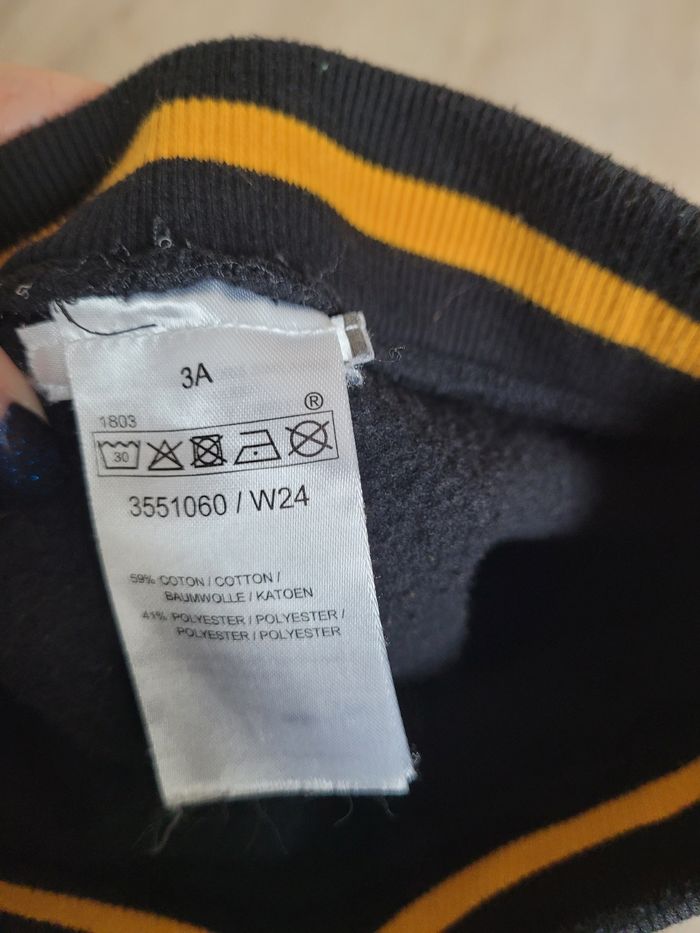 3A
®
1803
30
3551060 / W24
59% COTON / COTTON /
BAUMWOLLE / KATOEN
41% POLYESTER / POLYESTER /
POLYESTER / POLYESTER